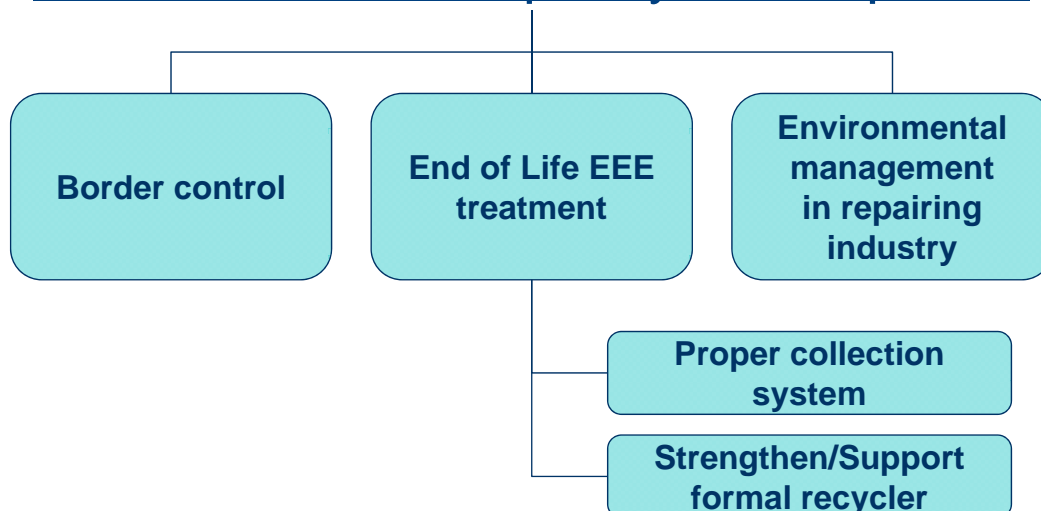 Border control
End of Life EEE
treatment
Environmental
management
in repairing
industry
Proper collection
system
Strengthen/Support
formal recycler